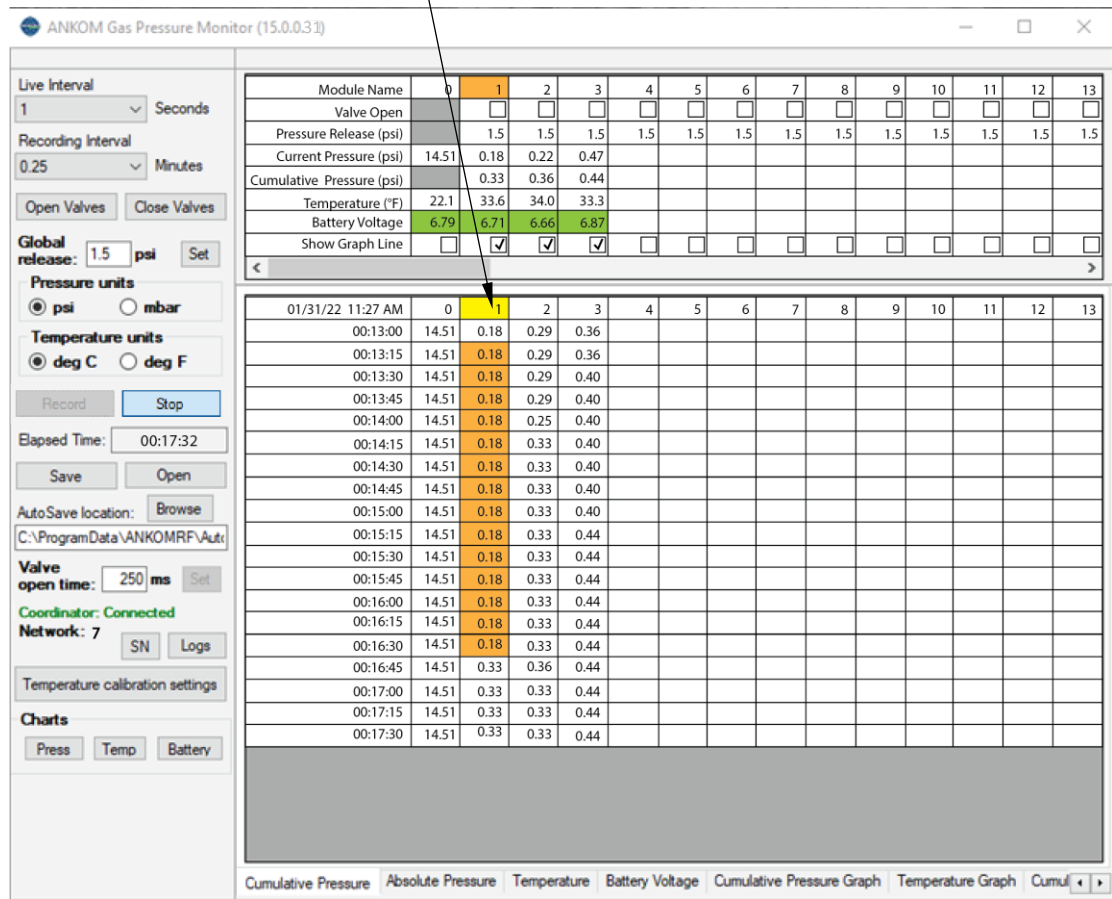 ANKOM Gas Pressure Monitor (15.0.0.31)
Live Interval
1 Seconds
Recording Interval
0.25 Minutes
Open Valves Close Valves
Global
release: 1.5 psi Set
Pressure units
psi mbar
Temperature units
deg C deg F
Record Stop
Elapsed Time: 00:17:32
Save Open
AutoSave location: Browse
C:\ProgramData\ANKOMRF\Auto
Valve
open time: 250 ms Set
Coordinator: Connected
Network: 7
SN Logs
Temperature calibration settings
Charts
Press Temp Battery
Module Name 0 1 2 3 4 5 6 7 8 9 10 11 12 13
Valve Open
Pressure Release (psi) 1.5 1.5 1.5 1.5 1.5 1.5 1.5 1.5 1.5 1.5 1.5 1.5 1.5
Current Pressure (psi) 14.51 0.18 0.22 0.47
Cumulative Pressure (psi) 0.33 0.36 0.44
Temperature (°F) 22.1 33.6 34.0 33.3
Battery Voltage 6.79 6.71 6.66 6.87
Show Graph Line
01/31/22 11:27 AM 0 1 2 3 4 5 6 7 8 9 10 11 12 13
00:13:00 14.51 0.18 0.29 0.36
00:13:15 14.51 0.18 0.29 0.36
00:13:30 14.51 0.18 0.29 0.40
00:13:45 14.51 0.18 0.29 0.40
00:14:00 14.51 0.18 0.25 0.40
00:14:15 14.51 0.18 0.33 0.40
00:14:30 14.51 0.18 0.33 0.40
00:14:45 14.51 0.18 0.33 0.40
00:15:00 14.51 0.18 0.33 0.40
00:15:15 14.51 0.18 0.33 0.44
00:15:30 14.51 0.18 0.33 0.44
00:15:45 14.51 0.18 0.33 0.44
00:16:00 14.51 0.18 0.33 0.44
00:16:15 14.51 0.18 0.33 0.44
00:16:30 14.51 0.18 0.33 0.44
00:16:45 14.51 0.33 0.36 0.44
00:17:00 14.51 0.33 0.33 0.44
00:17:15 14.51 0.33 0.33 0.44
00:17:30 14.51 0.33 0.33 0.44
Cumulative Pressure Absolute Pressure Temperature Battery Voltage Cumulative Pressure Graph Temperature Graph Cumul